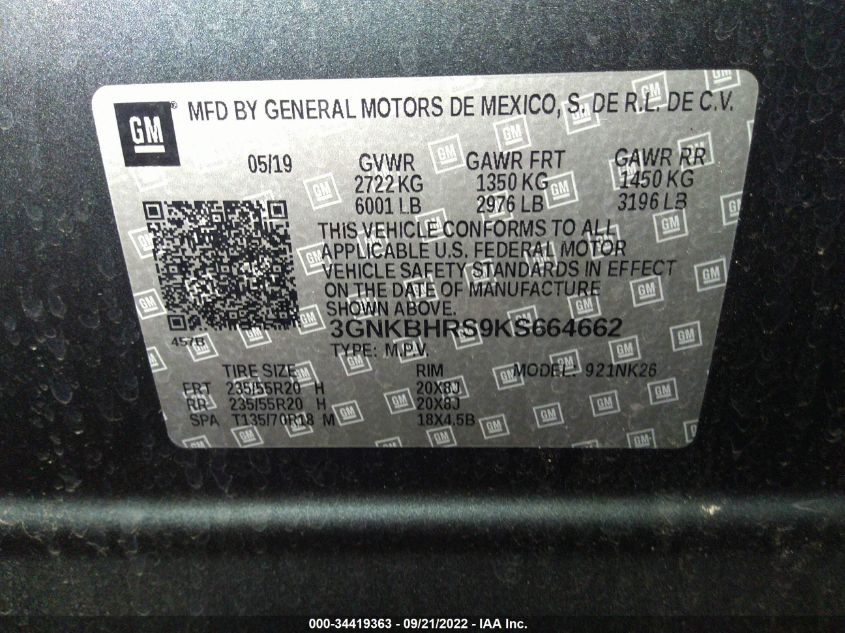 GM ® MFD BY GENERAL MOTORS DE MEXICO, S. DE R.L. DE C.V.
05/19 GVWR GAWR FRT GAWR RR
2722 KG 1350 KG 1450 KG
6001 LB 2976 LB 3196 LB
THIS VEHICLE CONFORMS TO ALL
APPLICABLE U.S. FEDERAL MOTOR
VEHICLE SAFETY STANDARDS IN EFFECT
ON THE DATE OF MANUFACTURE
SHOWN ABOVE.
3GNKBHRS9KS664662
457B TYPE: M.P.V.
TIRE SIZE RIM MODEL: 921NK26
FRT 235/55R20 H 20X8J
RR 235/55R20 H 20X8J
SPA T135/70R18 M 18X4.5B
000-34419363 - 09/21/2022 - IAA Inc.